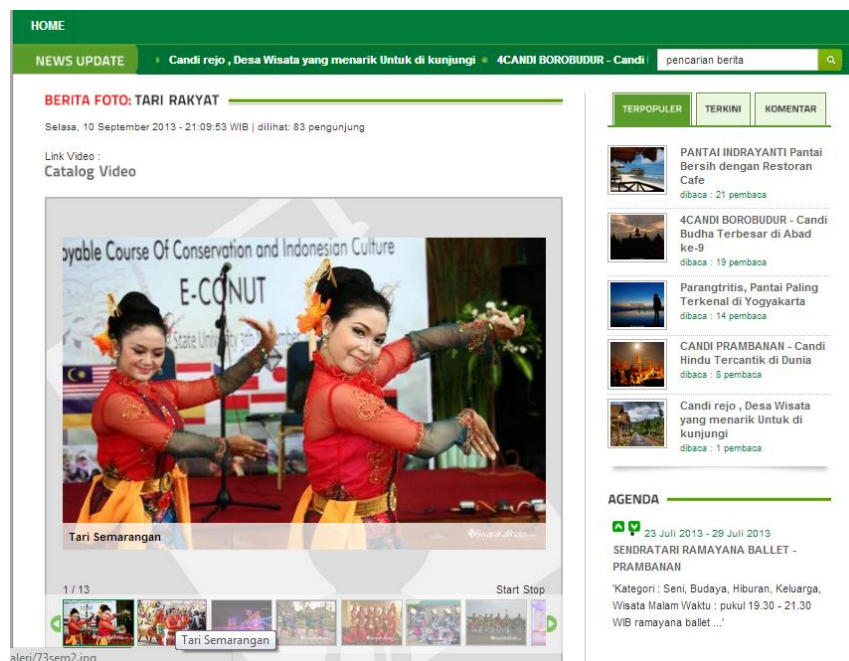 HOME
NEWS UPDATE
Candi rejo , Desa Wisata yang menarik Untuk di kunjungi
4CANDI BOROBUDUR - Candi
pencarian berita
BERITA FOTO: TARI RAKYAT
Selasa, 10 September 2013 - 21:09:53 WIB | dilihat: 83 pengunjung
Link Video :
Catalog Video
oyable Course Of Conservation and Indonesian Culture
E-CONUT
State University
Tari Semarangan
1 / 13
Start Stop
Tari Semarangan
aleri/73sem2.jpg
TERPOPULER
TERKINI
KOMENTAR
PANTAI INDRAYANTI Pantai
Bersih dengan Restoran
Cafe
dibaca : 21 pembaca
4CANDI BOROBUDUR - Candi
Budha Terbesar di Abad
ke-9
dibaca : 19 pembaca
Parangtritis, Pantai Paling
Terkenal di Yogyakarta
dibaca : 14 pembaca
CANDI PRAMBANAN - Candi
Hindu Tercantik di Dunia
dibaca : 8 pembaca
Candi rejo , Desa Wisata
yang menarik Untuk di
kunjungi
dibaca : 1 pembaca
AGENDA
23 Juli 2013 - 29 Juli 2013
SENDRATARI RAMAYANA BALLET -
PRAMBANAN
'Kategori : Seni, Budaya, Hiburan, Keluarga,
Wisata Malam Waktu : pukul 19.30 - 21.30
WIB ramayana ballet ...'